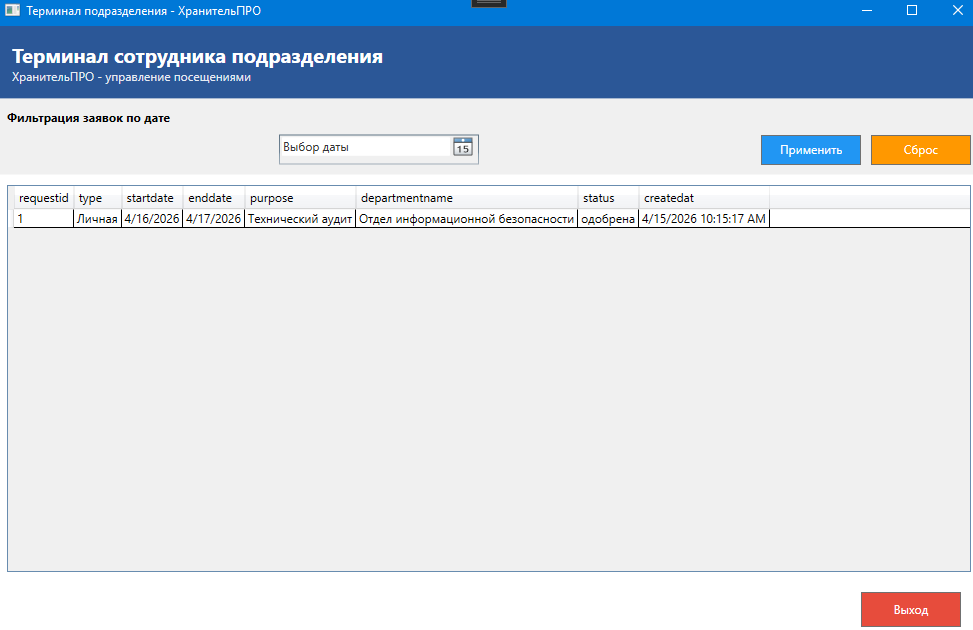 Терминал подразделения - ХранительПРО
Терминал сотрудника подразделения
ХранительПРО - управление посещениями
Фильтрация заявок по дате
Выбор даты 15 Применить Сброс
requestid type startdate enddate purpose departmentname status createdat
1 Личная 4/16/2026 4/17/2026 Технический аудит Отдел информационной безопасности одобрена 4/15/2026 10:15:17 AM
Выход